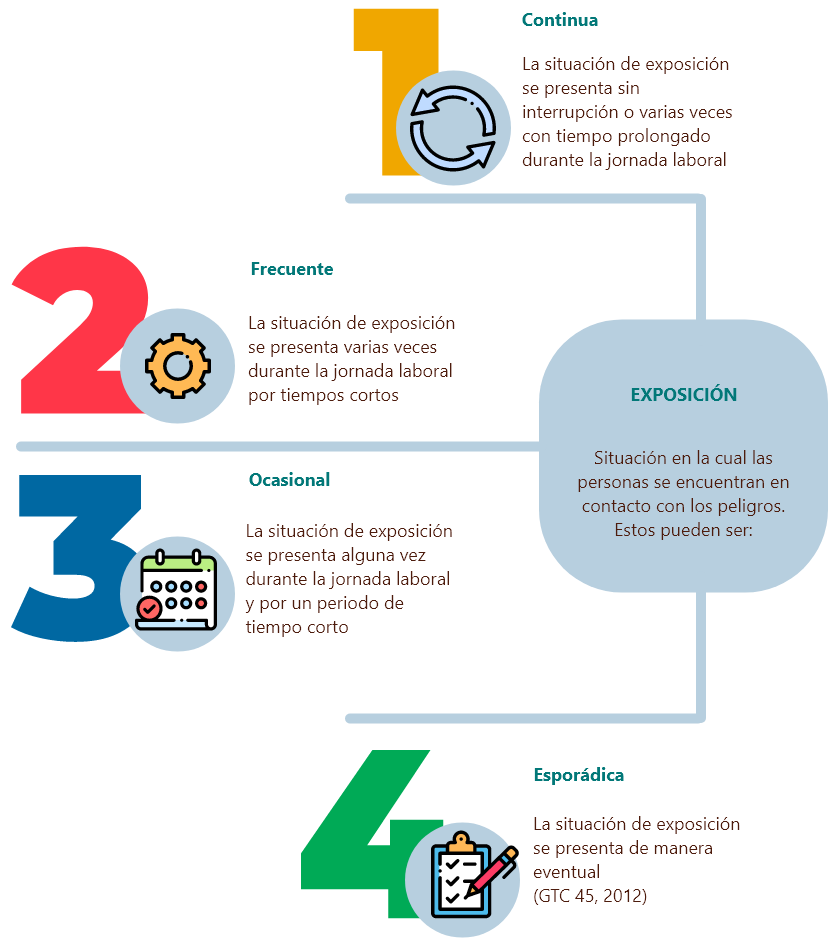 1
Continua
La situación de exposición
se presenta sin
interrupción o varias veces
con tiempo prolongado
durante la jornada laboral
2
Frecuente
La situación de exposición
se presenta varias veces
durante la jornada laboral
por tiempos cortos
EXPOSICIÓN
Situación en la cual las
personas se encuentran en
contacto con los peligros.
Estos pueden ser:
3
Ocasional
La situación de exposición
se presenta alguna vez
durante la jornada laboral
y por un periodo de
tiempo corto
4
Esporádica
La situación de exposición
se presenta de manera
eventual
(GTC 45, 2012)